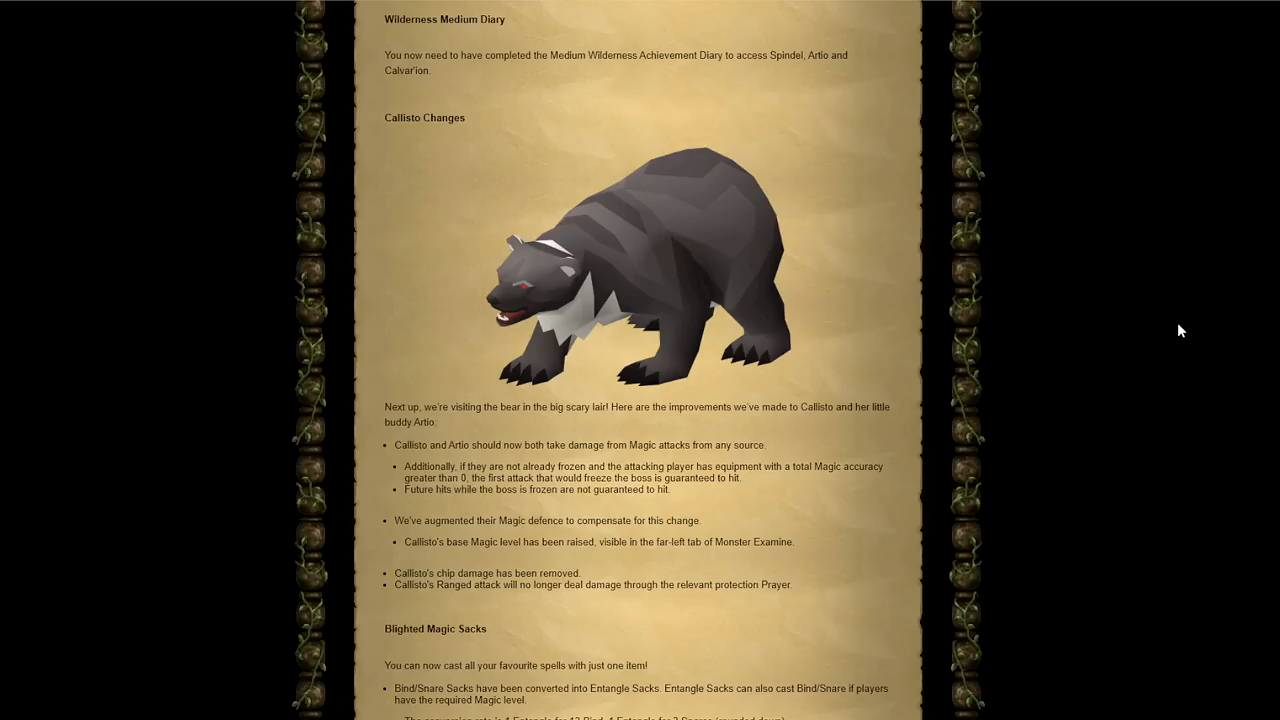 Wilderness Medium Diary
You now need to have completed the Medium Wilderness Achievement Diary to access Spindel, Artio and
Calvar'ion.
Callisto Changes
Next up, we're visiting the bear in the big scary lair! Here are the improvements we've made to Callisto and her little
buddy Artio:
Callisto and Artio should now both take damage from Magic attacks from any source.
Additionally, if they are not already frozen and the attacking player has equipment with a total Magic accuracy
greater than 0, the first attack that would freeze the boss is guaranteed to hit.
Future hits while the boss is frozen are not guaranteed to hit.
We've augmented their Magic defence to compensate for this change.
Callisto's base Magic level has been raised, visible in the far-left tab of Monster Examine.
Callisto's chip damage has been removed.
Callisto's Ranged attack will no longer deal damage through the relevant protection Prayer.
Blighted Magic Sacks
You can now cast all your favourite spells with just one item!
Bind/Snare Sacks have been converted into Entangle Sacks. Entangle Sacks can also cast Bind/Snare if players
have the required Magic level.